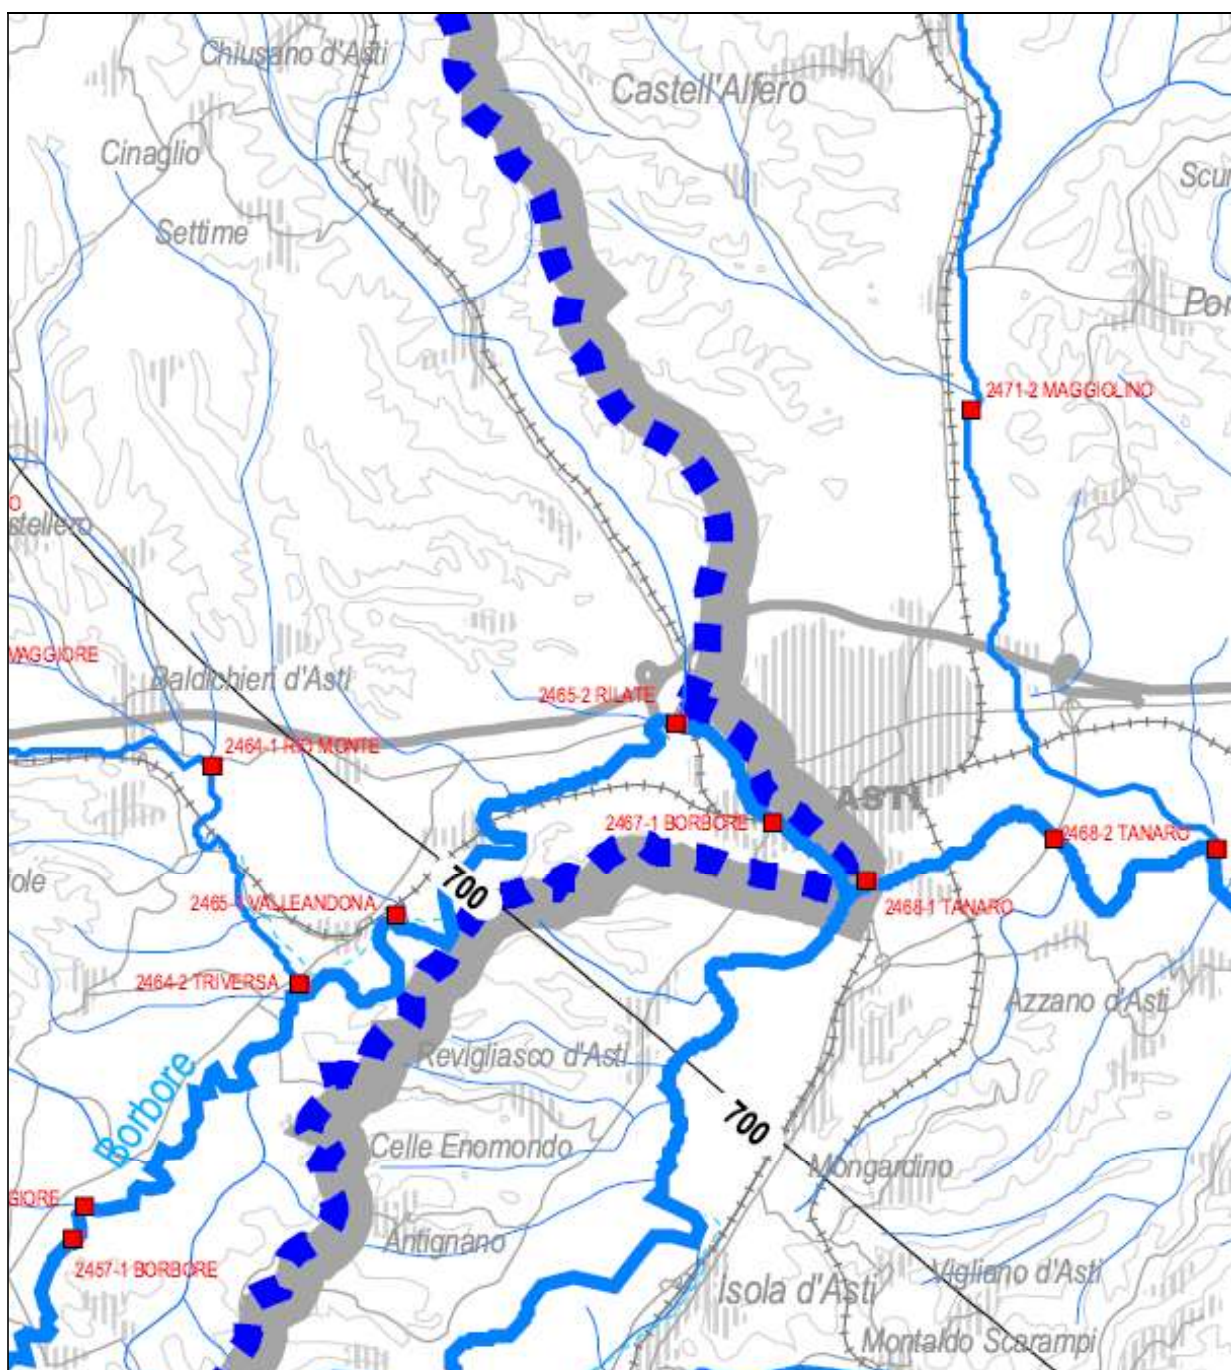 Chiusano d'Asti
Castell'Alfero
Cinaglio
Scur
Settime
Por
2471-2 MAGGIOLINO
O
stellero
MAGGIORE
Baldichieri d'Asti
2465-2 RILATE
2464-1 RIO MONTE
ASTI
2467-1 BORBORE
2468-2 TANARO
ole
700
2465-1 VALLEANDONA
2468-1 TANARO
2464-2 TRIVERSA
Azzano d'Asti
Revigliasco d'Asti
Borbore
700
Celle Enomondo
Mongardino
GIORE
Antignano
2457-1 BORBORE
Vigliano d'Asti
Isola d'Asti
Montaldo Scarampi